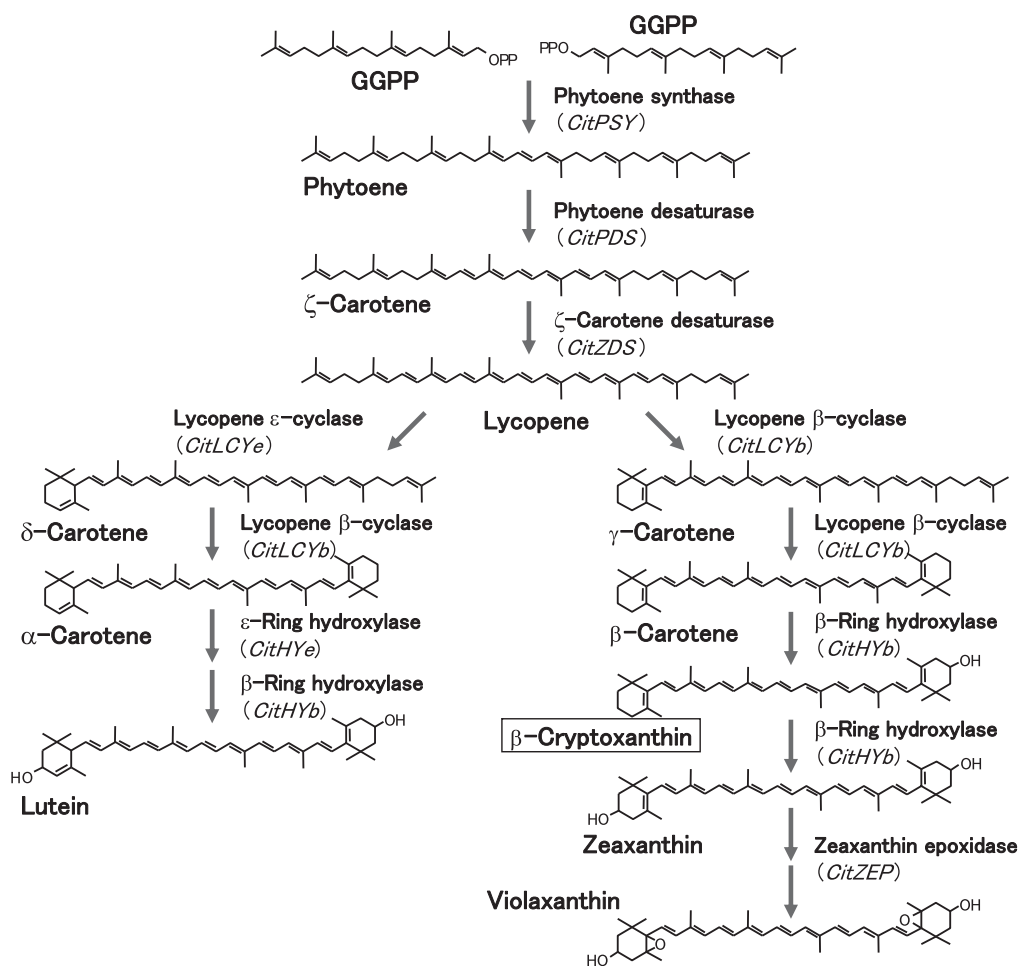 GGPP
OPP
GGPP
PPO
Phytoene synthase
(CitPSY)
Phytoene
Phytoene desaturase
(CitPDS)
ζ-Carotene
ζ-Carotene desaturase
(CitZDS)
Lycopene
Lycopene ε-cyclase
(CitLCYe)
Lycopene β-cyclase
(CitLCYb)
δ-Carotene
Lycopene β-cyclase
(CitLCYb)
γ-Carotene
Lycopene β-cyclase
(CitLCYb)
α-Carotene
ε-Ring hydroxylase
(CitHYe)
β-Carotene
β-Ring hydroxylase
(CitHYb)
β-Ring hydroxylase
(CitHYb)
OH
β-Cryptoxanthin
β-Ring hydroxylase
(CitHYb)
OH
HO
Lutein
OH
HO
Zeaxanthin
Zeaxanthin epoxidase
(CitZEP)
Violaxanthin
OH
O
O
HO